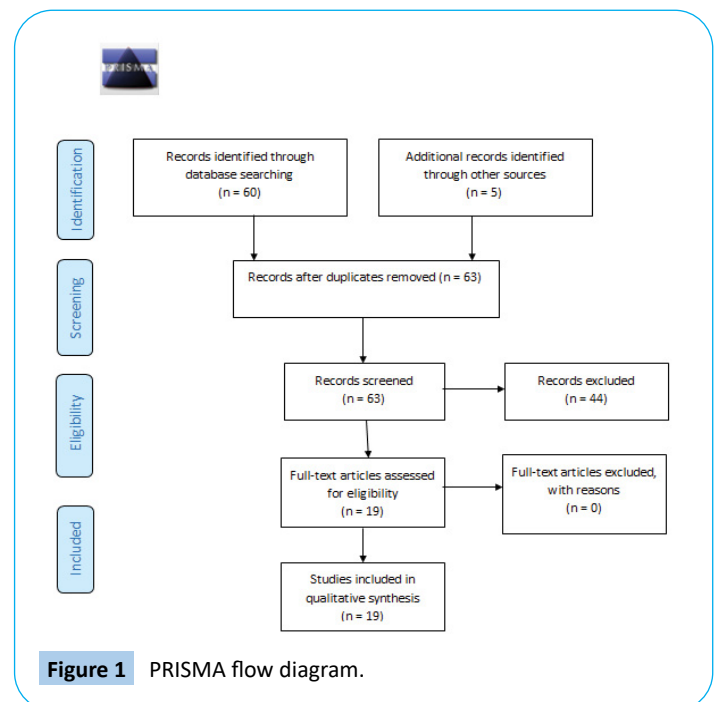 PRISMA
Identification
Records identified through
database searching
(n = 60)
Additional records identified
through other sources
(n = 5)
Screening
Records after duplicates removed (n = 63)
Records screened
(n = 63)
Records excluded
(n = 44)
Eligibility
Full-text articles assessed
for eligibility
(n = 19)
Full-text articles excluded,
with reasons
(n = 0)
Included
Studies included in
qualitative synthesis
(n = 19)
Figure 1 PRISMA flow diagram.